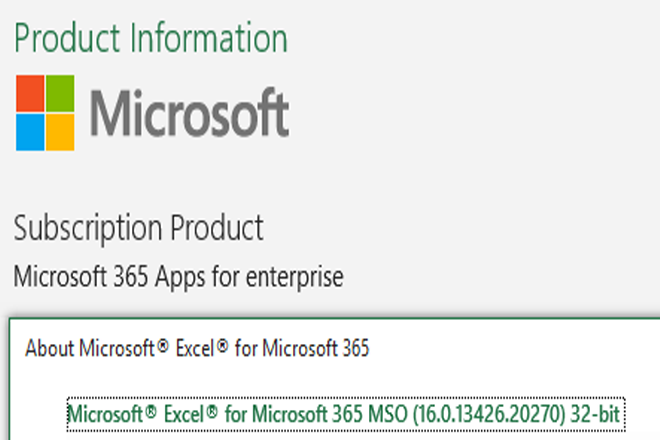 Product Information
Microsoft
Subscription Product
Microsoft 365 Apps for enterprise
About Microsoft® Excel® for Microsoft 365
Microsoft® Excel® for Microsoft 365 MSO (16.0.13426.20270) 32-bit